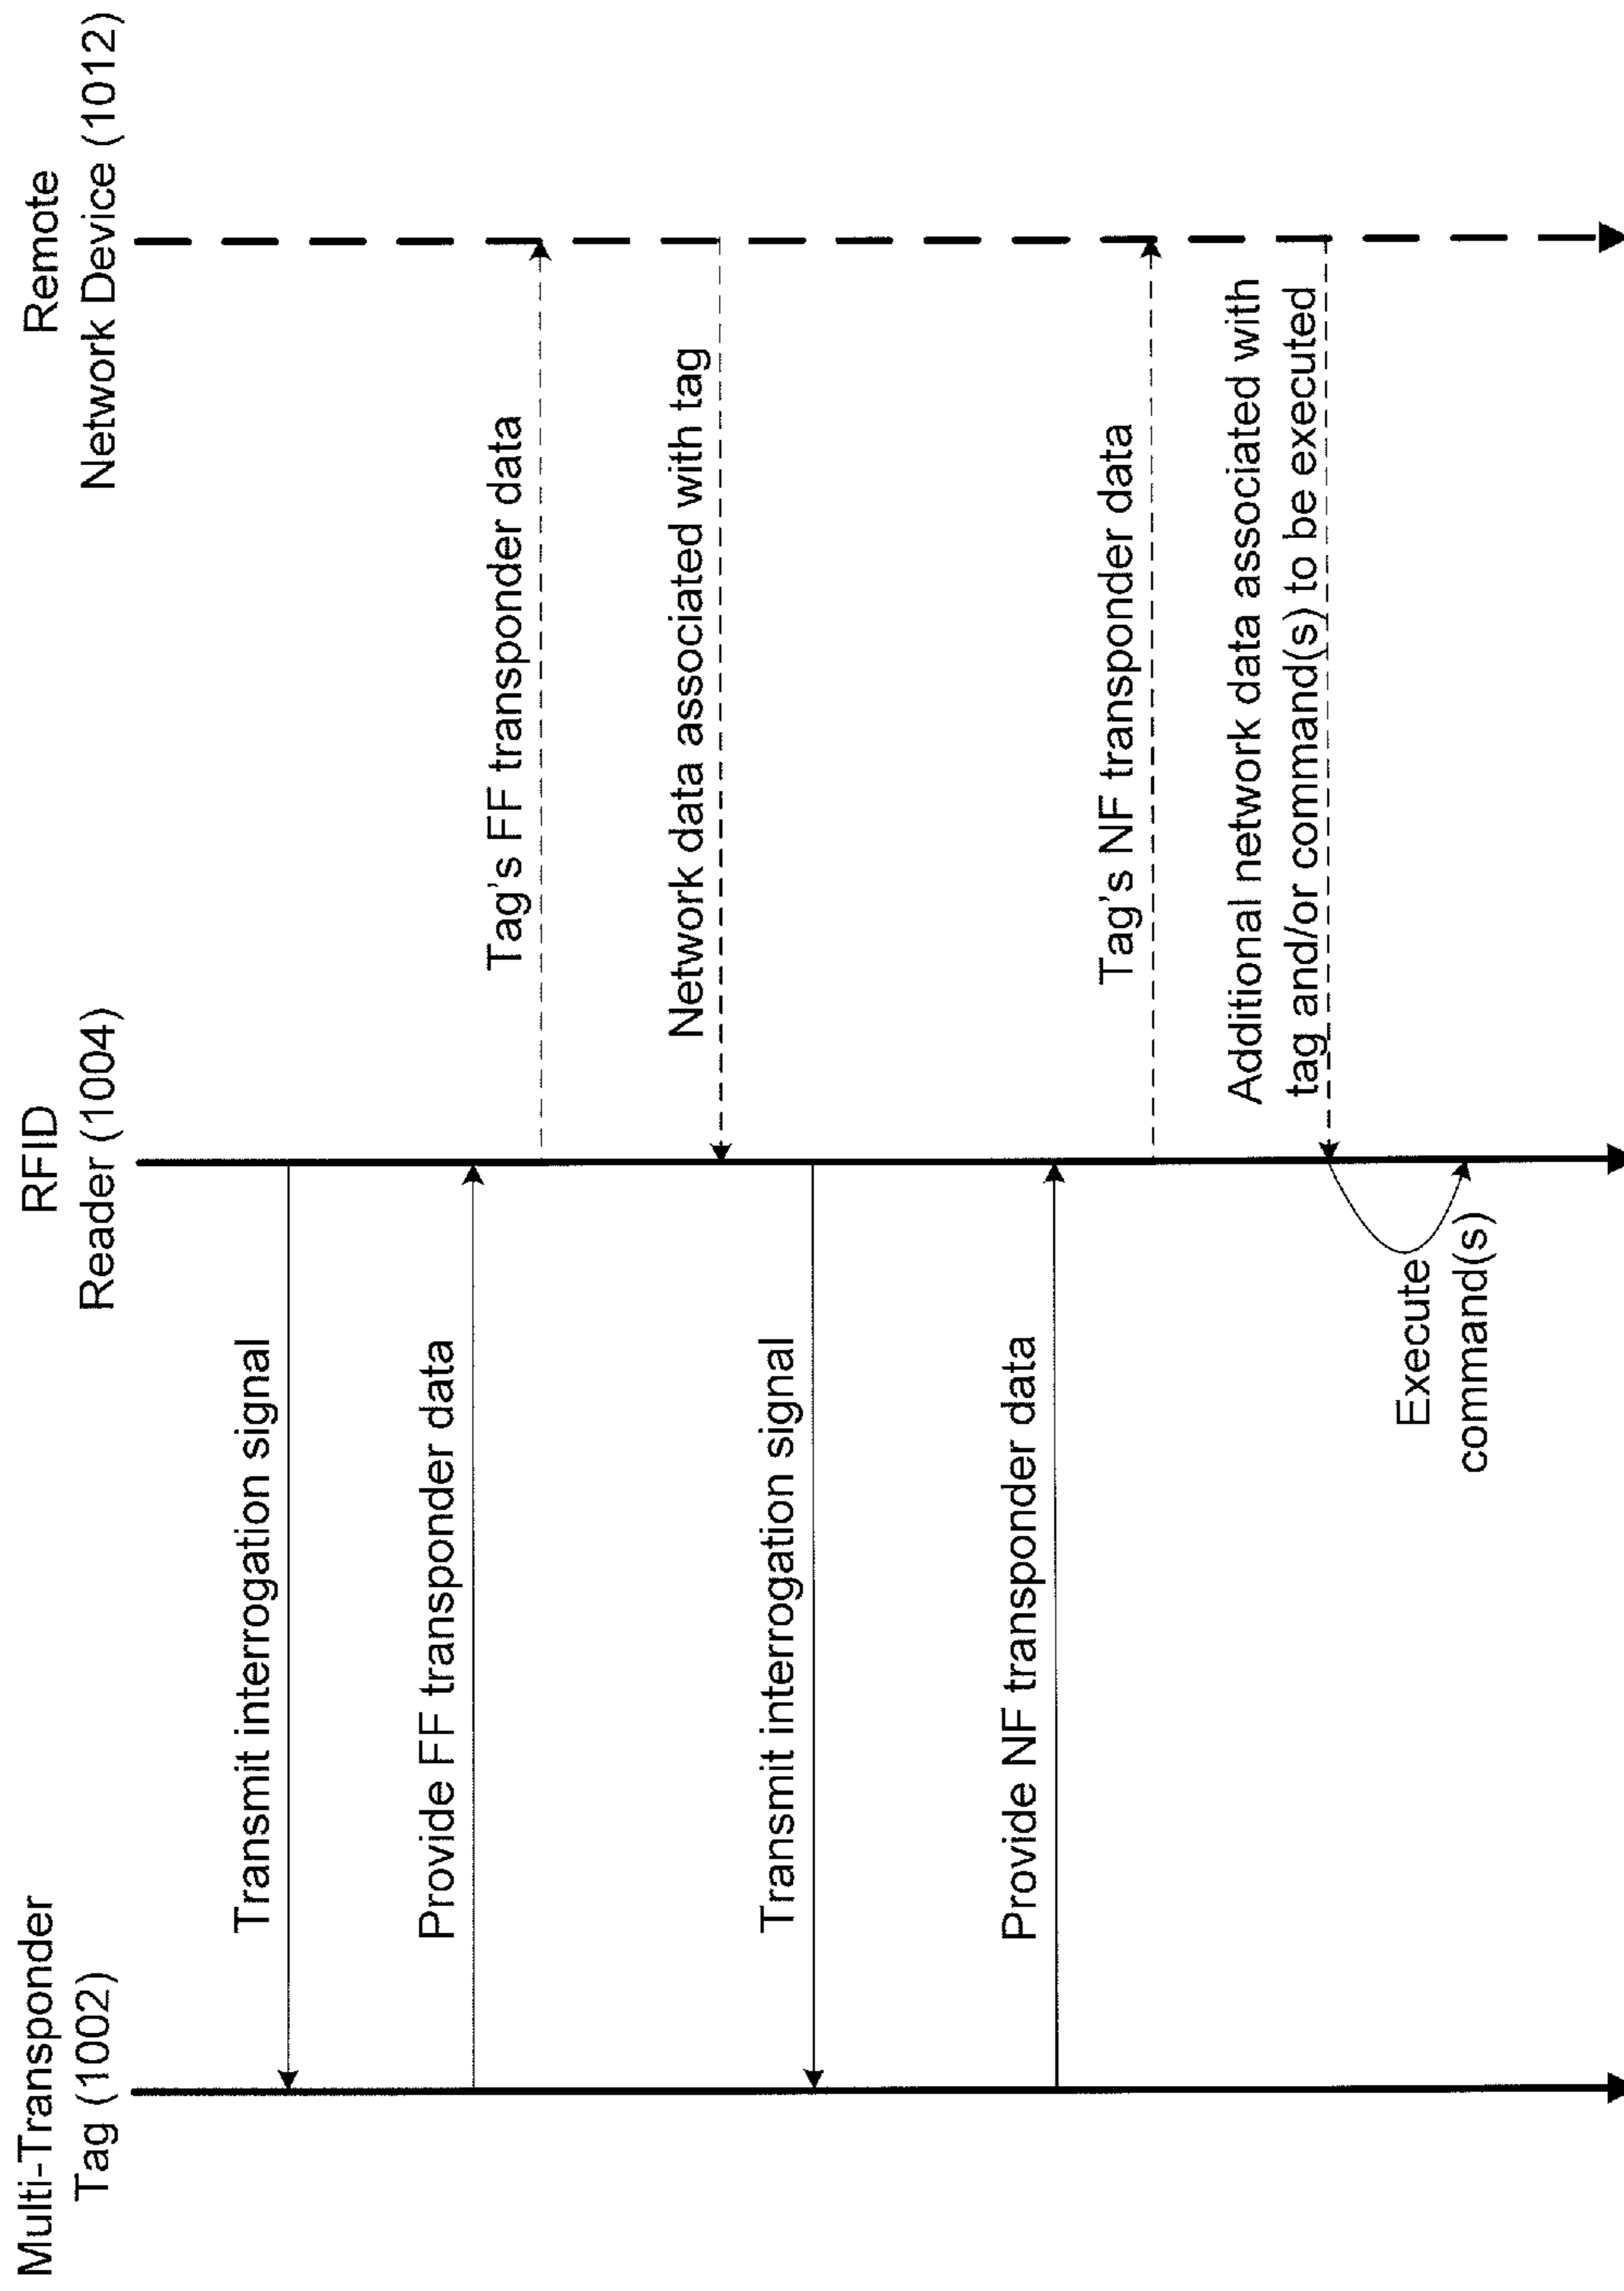 Multi-Transponder
Tag (1002)
RFID
Reader (1004)
Remote
Network Device (1012)
Transmit interrogation signal
Provide FF transponder data
Tag's FF transponder data
Network data associated with tag
Transmit interrogation signal
Provide NF transponder data
Tag's NF transponder data
Additional network data associated with
tag and/or command(s) to be executed
Execute
command(s)